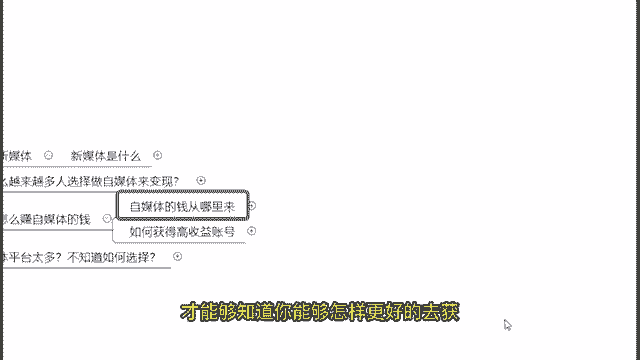 新媒体 新媒体是什么
么越来越多人选择做自媒体来变现？
自媒体的钱从哪里来
怎么赚自媒体的钱
如何获得高收益账号
体平台太多？不知道如何选择？
才能够知道你能够怎样更好的去获